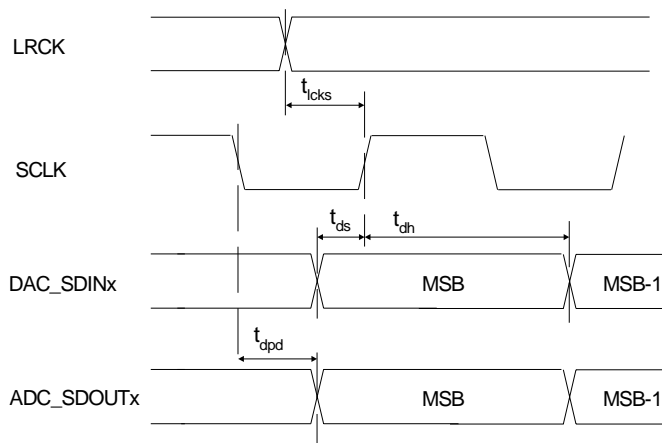 LRCK
t_lcks
SCLK
t_ds t_dh
DAC_SDINx MSB MSB-1
t_dpd
ADC_SDOUTx MSB MSB-1